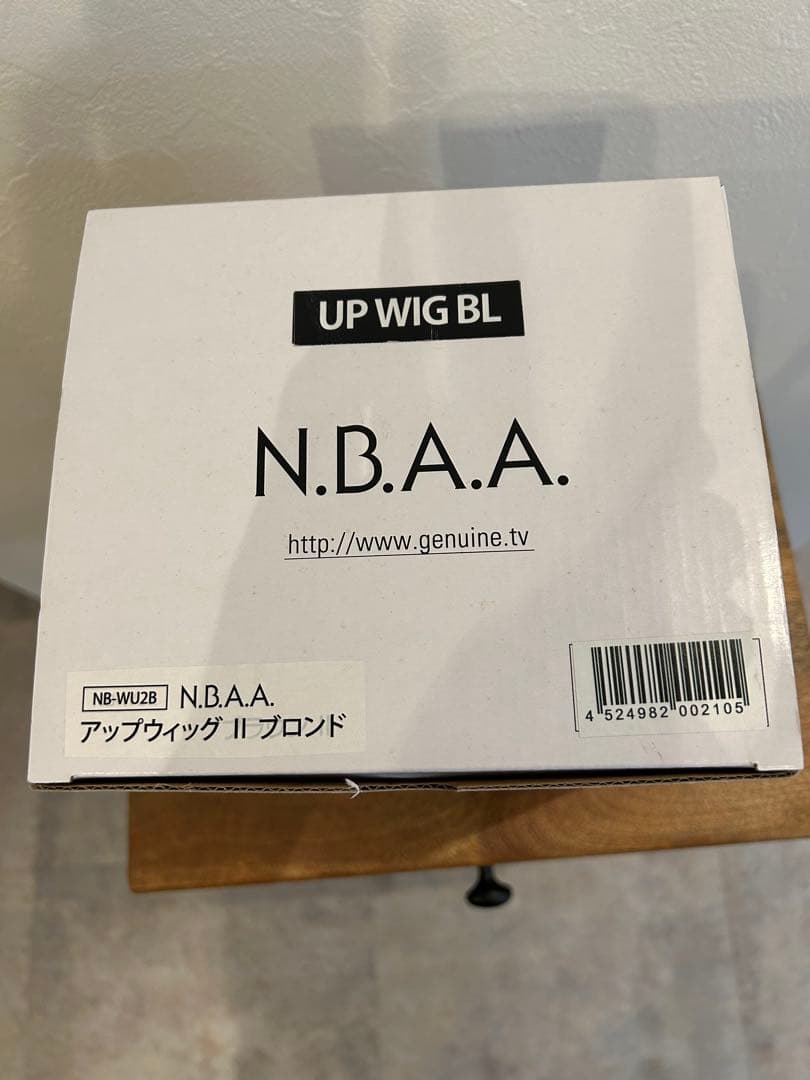 UP WIG BL
N.B.A.A.
http://www.genuine.tv
NB-WU2B N.B.A.A.
アップウィッグ II ブロンド
4 524982 002105